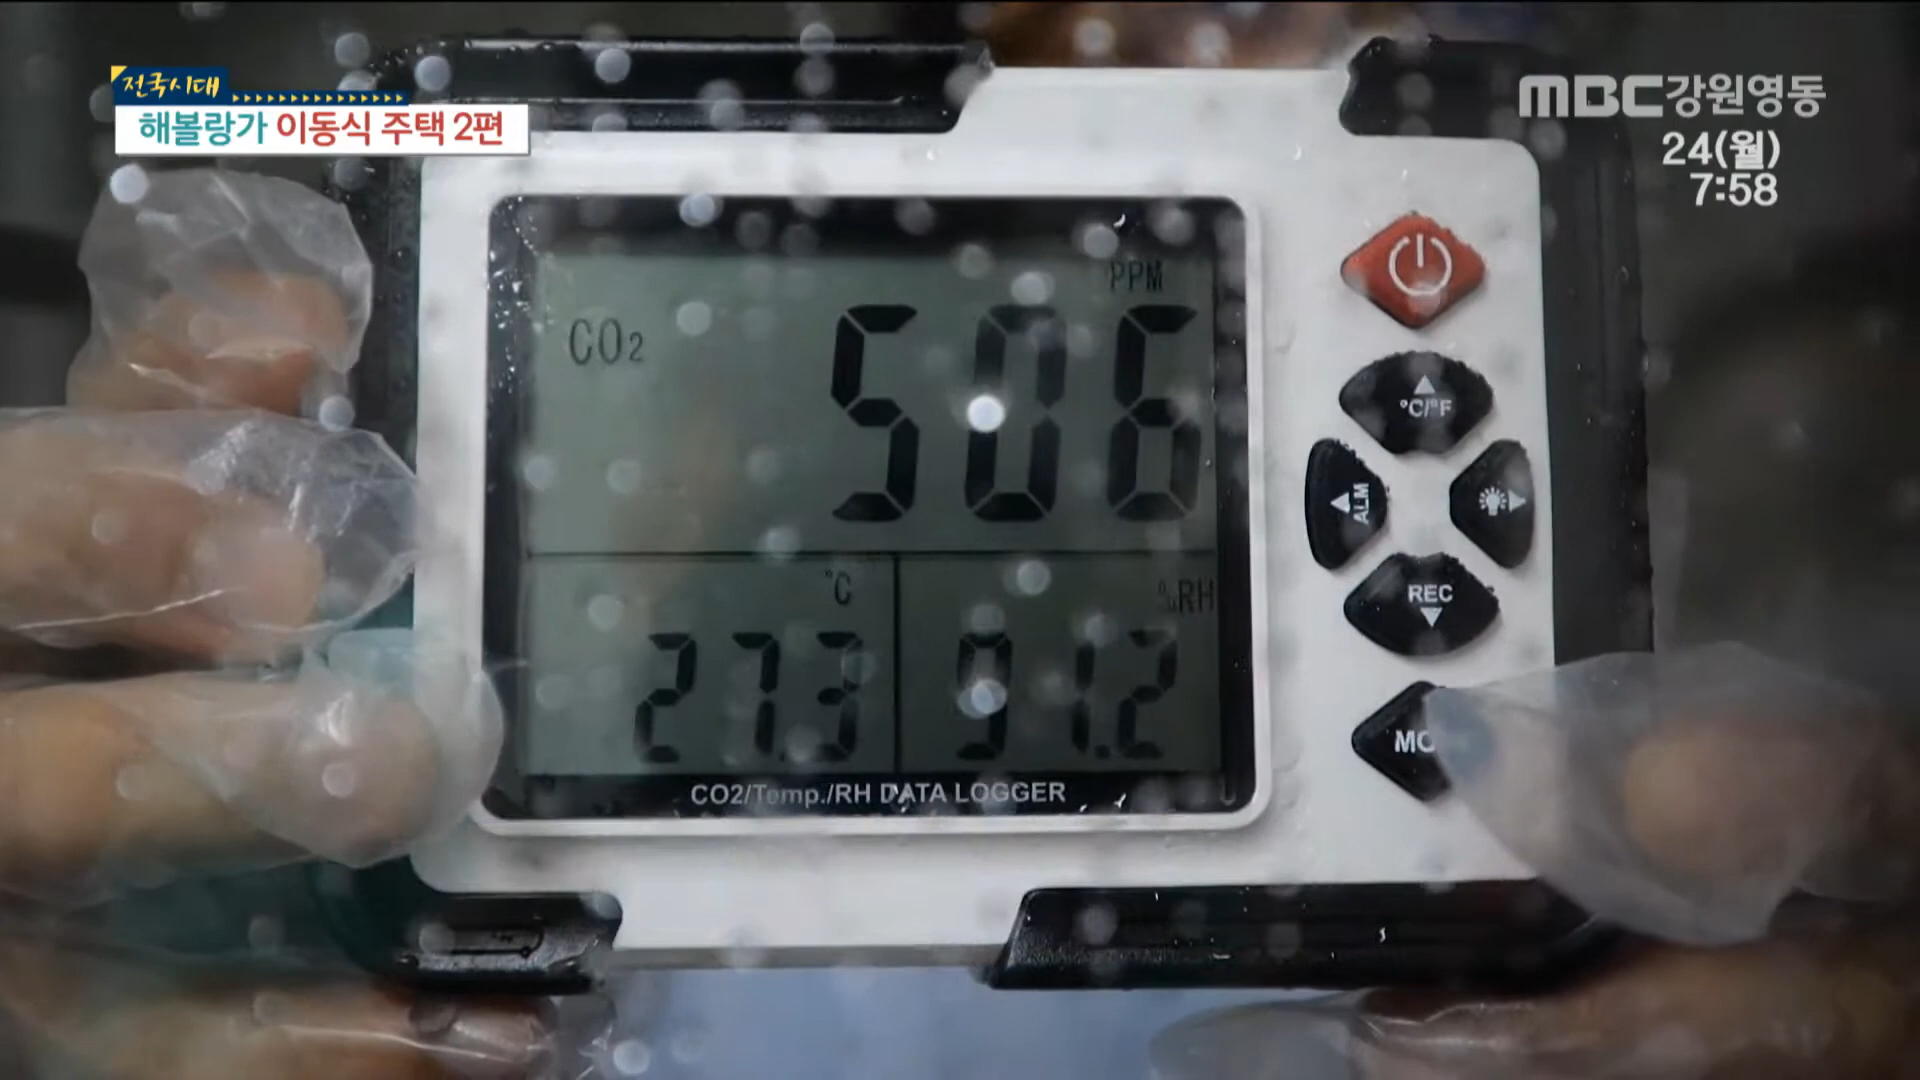 전국시대
해볼랑가 이동식 주택 2편
MBC강원영동
24(월)
7:58
PPM
CO2 506
°C
27.3
%RH
91.2
CO2/Temp./RH DATA LOGGER
°C/°F
ALM
REC